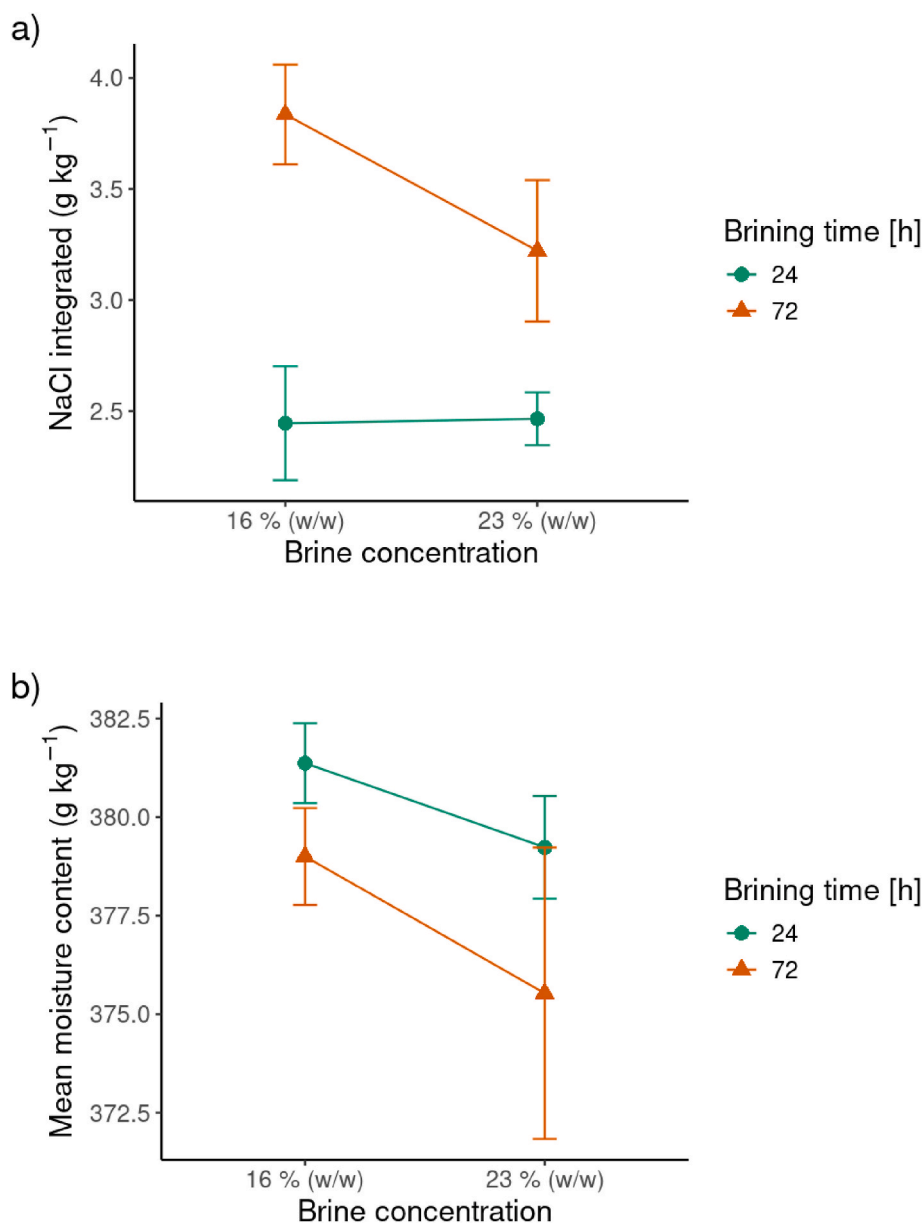 a)
NaCl integrated (g kg⁻¹)
4.0
3.5
3.0
2.5
16 % (w/w)
23 % (w/w)
Brine concentration
Brining time [h]
24
72
b)
Mean moisture content (g kg⁻¹)
382.5
380.0
377.5
375.0
372.5
16 % (w/w)
23 % (w/w)
Brine concentration
Brining time [h]
24
72